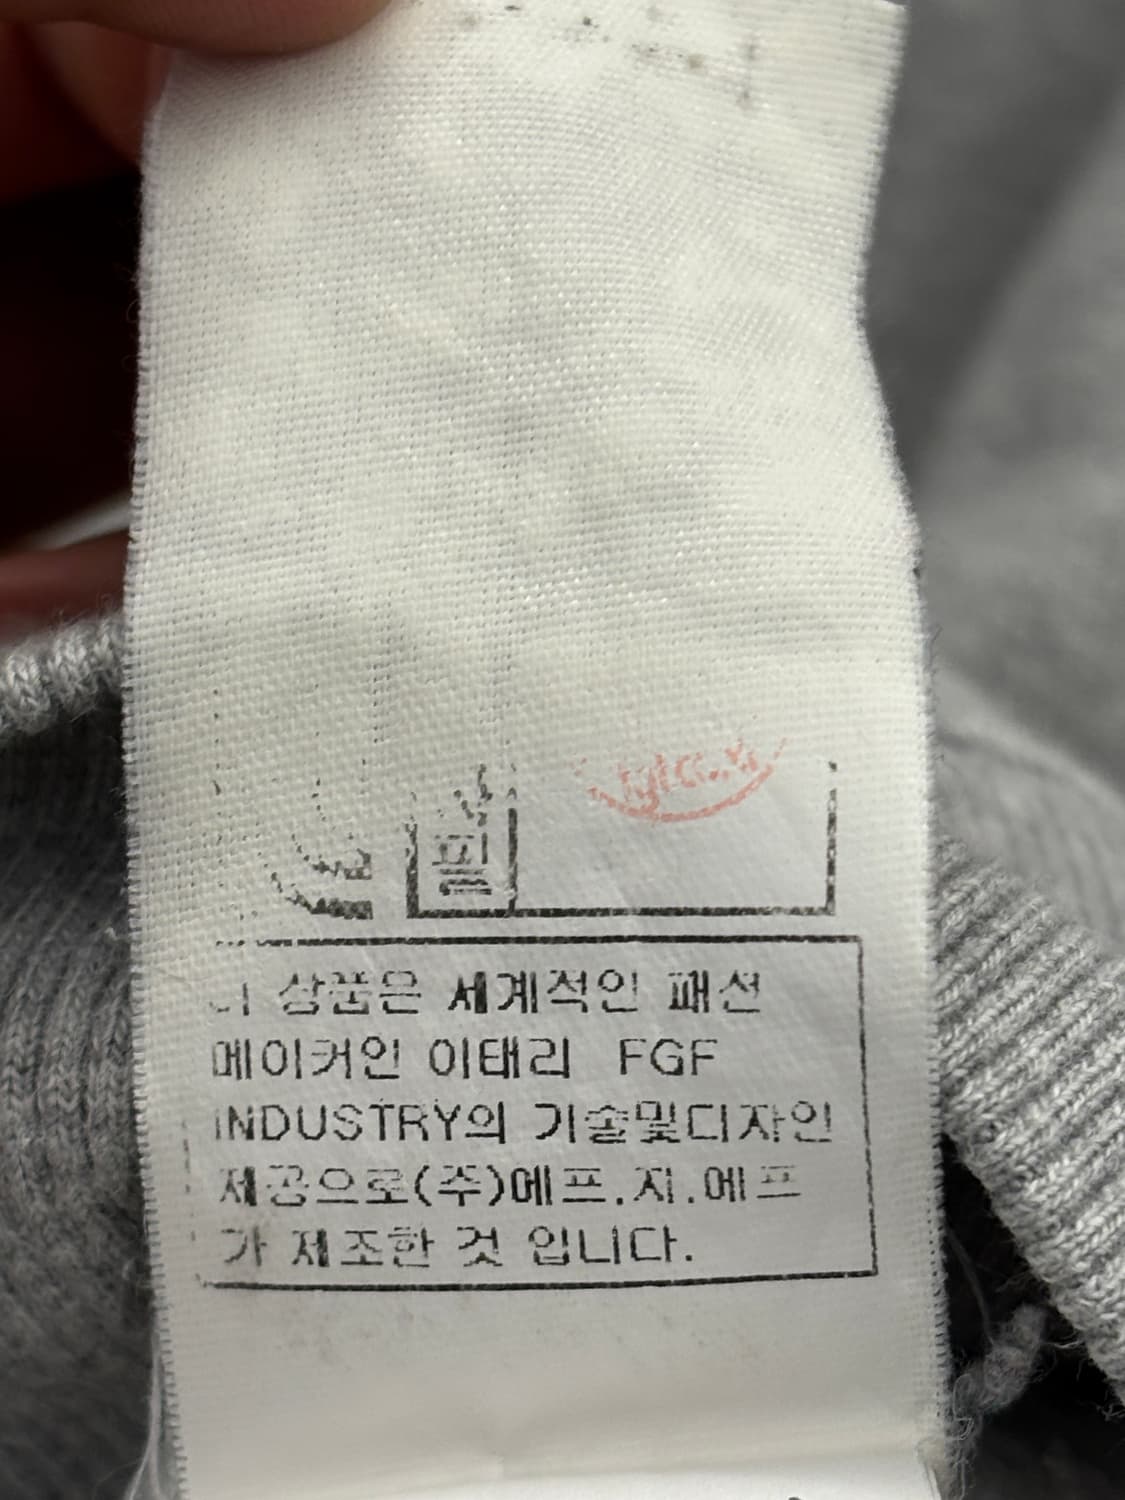 필
상품은 세계적인 패션
메이커인 이태리 FGF
INDUSTRY의 기술및디자인
제공으로(주)에프.지.에프
가 제조한 것 입니다.